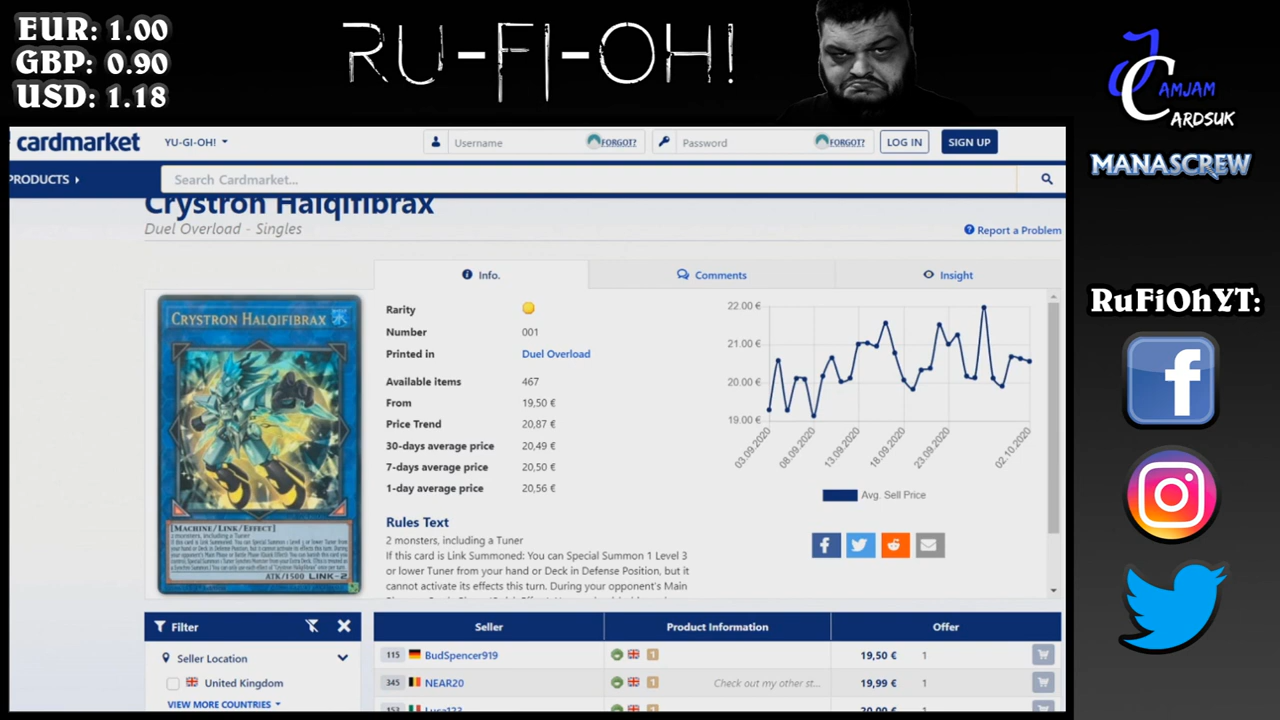 EUR: 1.00
GBP: 0.90
USD: 1.18
RU-FI-OH!
JAMJAM
CARDSUK
MANASCREW
RuFiOhYT:
cardmarket
YU-GI-OH!
Username
FORGOT?
Password
FORGOT?
LOG IN
SIGN UP
PRODUCTS
Search Cardmarket...
Crystron Halqifibrax
Duel Overload - Singles
Report a Problem
Info.
Comments
Insight
CRYSTRON HALQIFIBRAX
[MACHINE/LINK/EFFECT]
2 monsters, including a Tuner
ATK/1500 LINK-2
Rarity
Number 001
Printed in Duel Overload
Available items 467
From 19,50 €
Price Trend 20,87 €
30-days average price 20,49 €
7-days average price 20,50 €
1-day average price 20,56 €
Rules Text
2 monsters, including a Tuner
If this card is Link Summoned: You can Special Summon 1 Level 3
or lower Tuner from your hand or Deck in Defense Position, but it
cannot activate its effects this turn. During your opponent's Main
22.00 €
21.00 €
20.00 €
19.00 €
03.09.2020
08.09.2020
13.09.2020
18.09.2020
23.09.2020
02.10.2020
Avg. Sell Price
Filter
Seller Location
United Kingdom
VIEW MORE COUNTRIES
Seller
Product Information
Offer
115 BudSpencer919 1 19,50 € 1
345 NEAR20 1 Check out my other st... 19,99 € 1